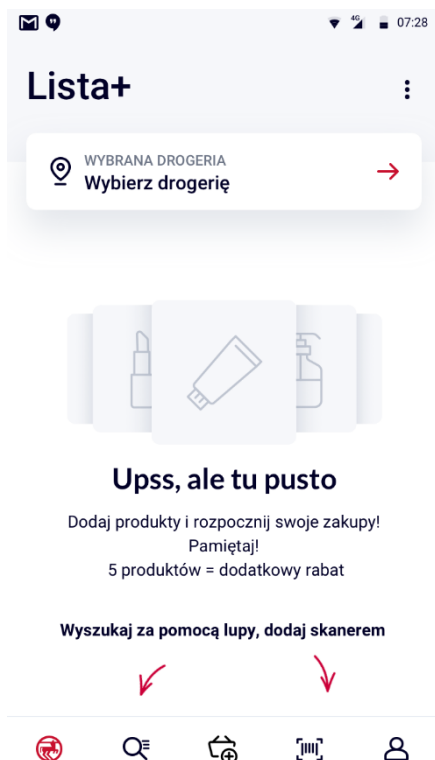 07:28
Lista+
WYBRANA DROGERIA
Wybierz drogerię
Upss, ale tu pusto
Dodaj produkty i rozpocznij swoje zakupy!
Pamiętaj!
5 produktów = dodatkowy rabat
Wyszukaj za pomocą lupy, dodaj skanerem